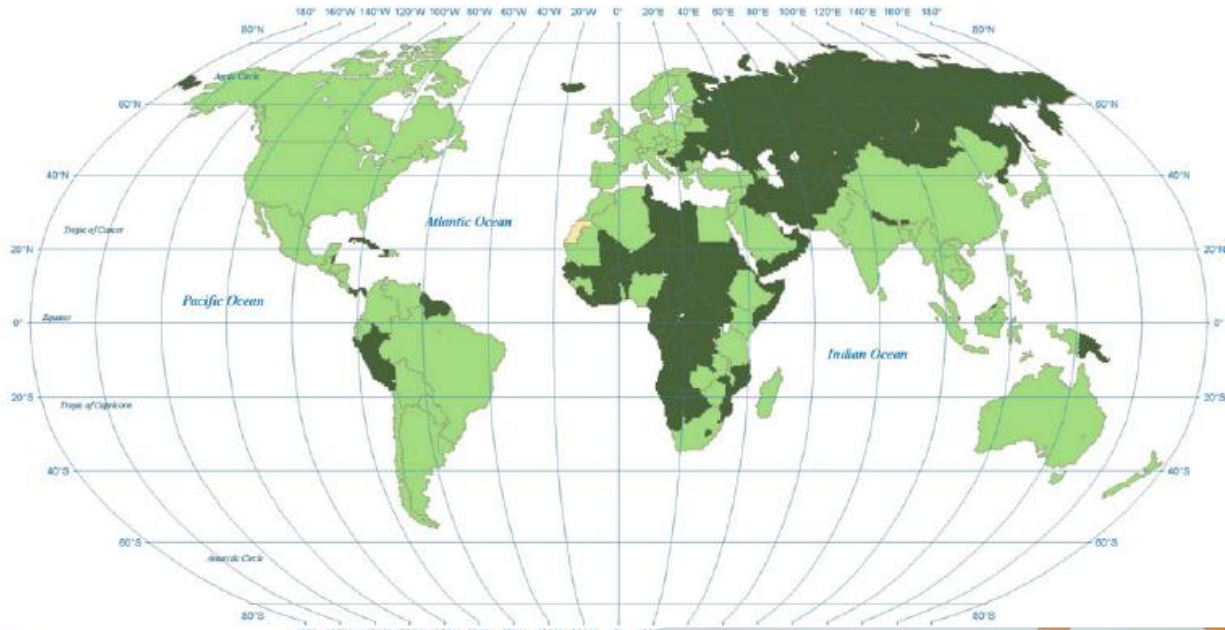 180° 160°W 140°W 120°W 100°W 80°W 60°W 40°W 20°W 0° 20°E 40°E 60°E 80°E 100°E 120°E 140°E 160°E 180°
80°N 80°N
Arctic Circle
60°N 60°N
40°N 40°N
Atlantic Ocean
Tropic of Cancer
20°N 20°N
Pacific Ocean
Equator
0° 0°
Indian Ocean
20°S 20°S
Tropic of Capricorn
40°S 40°S
60°S 60°S
Antarctic Circle
80°S 80°S